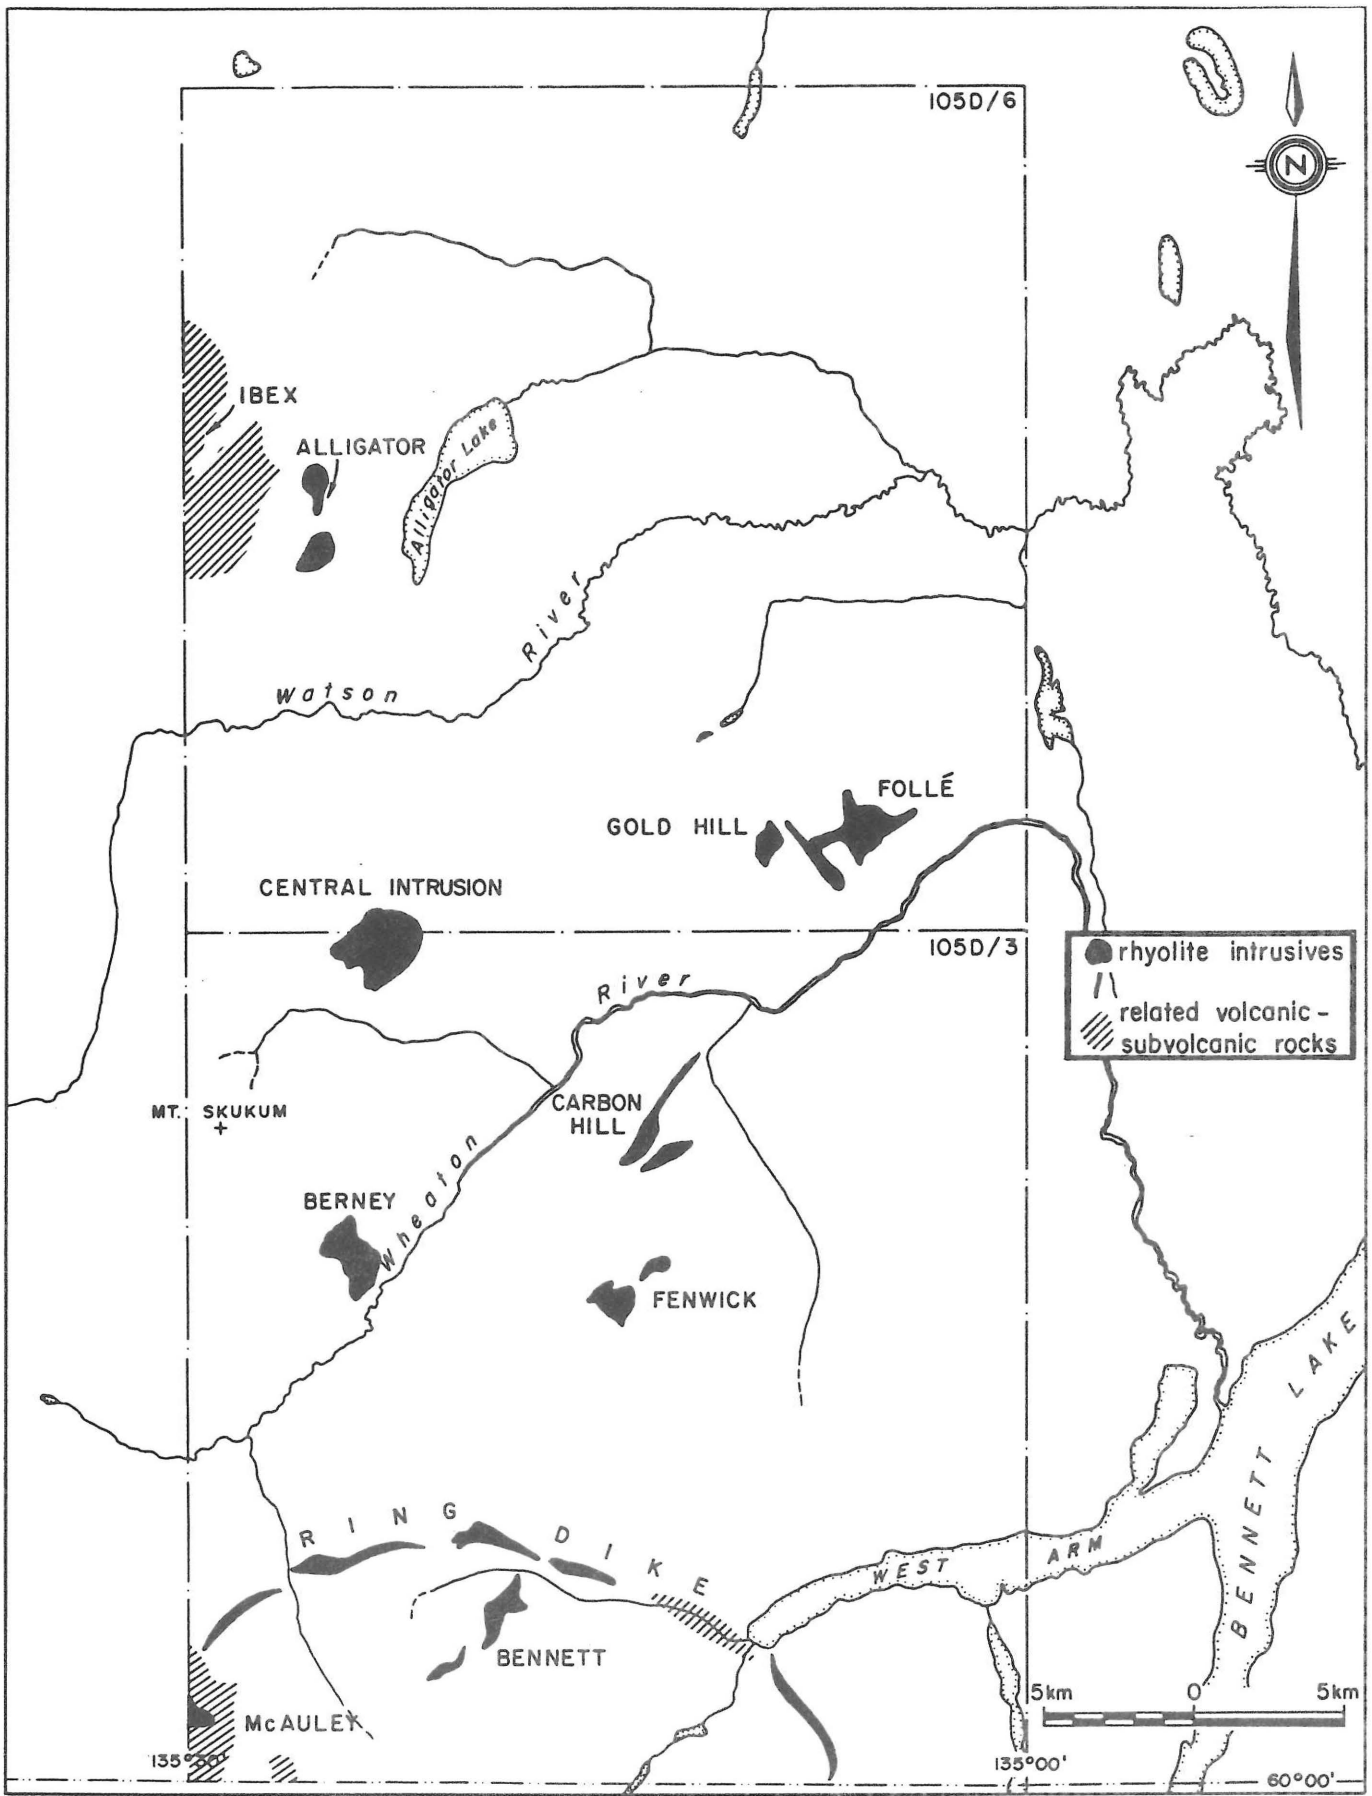 105D/6
N
IBEX
ALLIGATOR
Alligator Lake
River
Watson
FOLLÉ
GOLD HILL
CENTRAL INTRUSION
105D/3
rhyolite intrusives
related volcanic-
subvolcanic rocks
River
CARBON
HILL
MT. SKUKUM
Wheaton
BERNEY
FENWICK
BENNETT LAKE
RING DIKE
WEST ARM
BENNETT
5km 0 5km
McAULEY
135°30'
135°00'
60°00'